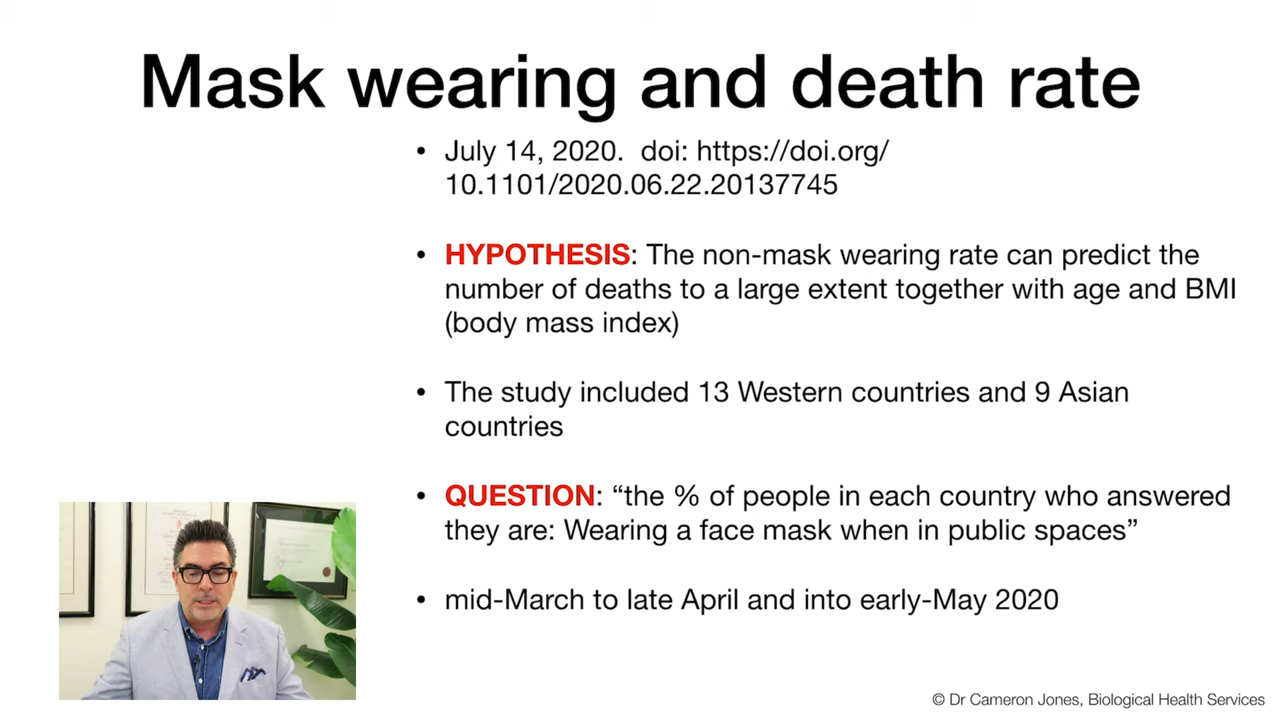 Mask wearing and death rate
• July 14, 2020.  doi: https://doi.org/
10.1101/2020.06.22.20137745
• HYPOTHESIS: The non-mask wearing rate can predict the
number of deaths to a large extent together with age and BMI
(body mass index)
• The study included 13 Western countries and 9 Asian
countries
• QUESTION: “the % of people in each country who answered
they are: Wearing a face mask when in public spaces”
• mid-March to late April and into early-May 2020
© Dr Cameron Jones, Biological Health Services